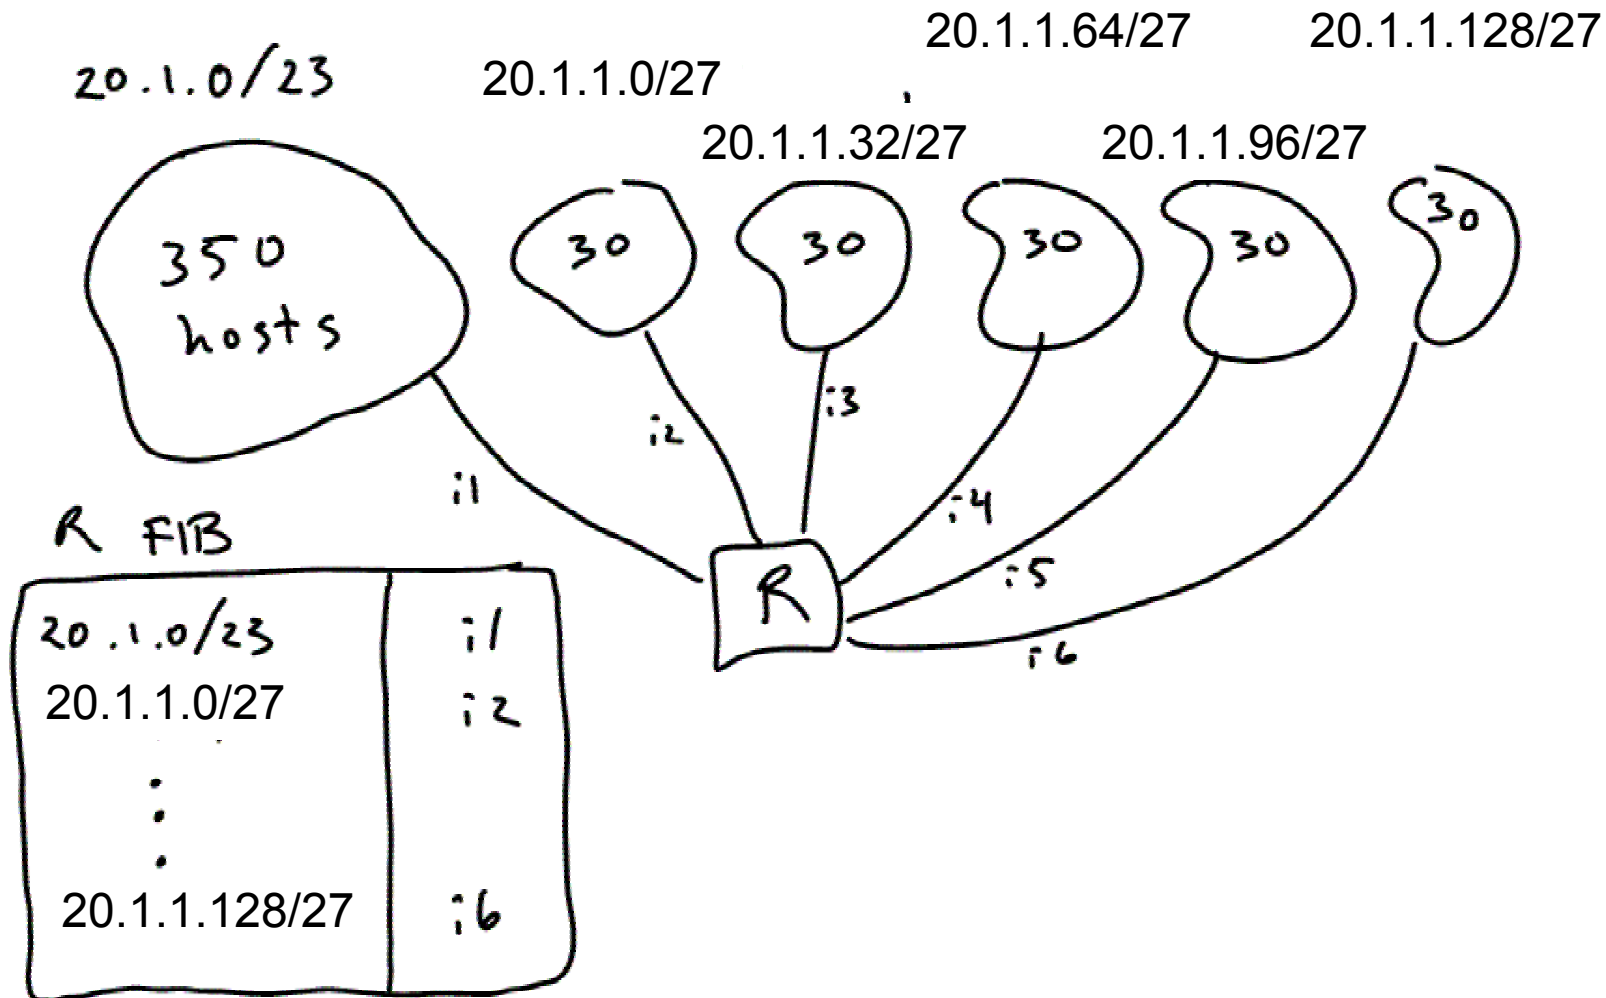 20.1.1.64/27 20.1.1.128/27
20.1.0/23 20.1.1.0/27
20.1.1.32/27 20.1.1.96/27
350 hosts
30
30
30
30
30
i1
i2
i3
i4
i5
i6
R
R FIB
20.1.0/23 i1
20.1.1.0/27 i2
20.1.1.128/27 i6